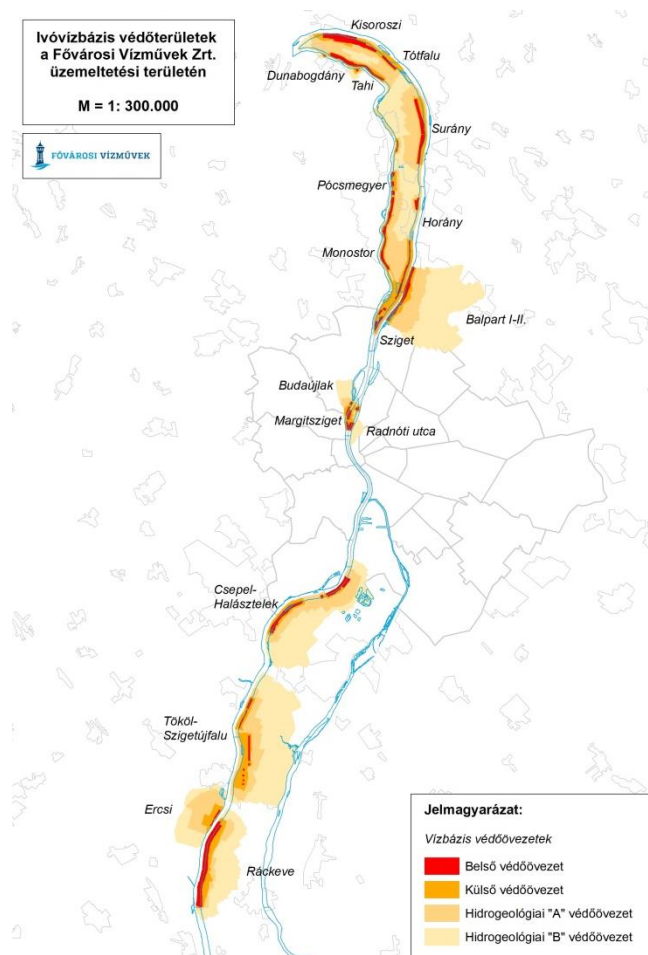 Ivóvízbázis védőterületek
a Fővárosi Vízművek Zrt.
üzemeltetési területén
M = 1: 300.000
FŐVÁROSI VÍZMŰVEK
Kisoroszi
Tótfalu
Dunabogdány
Tahi
Surány
Pócsmegyer
Horány
Monostor
Balpart I-II.
Sziget
Budaújlak
Margitsziget
Radnóti utca
Csepel-
Halásztelek
Tököl-
Szigetújfalu
Ercsi
Ráckeve
Jelmagyarázat:
Vízbázis védőövezetek
Belső védőövezet
Külső védőövezet
Hidrogeológiai "A" védőövezet
Hidrogeológiai "B" védőövezet